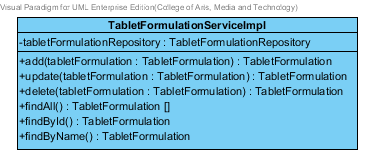 Visual Paradigm for UML Enterprise Edition(College of Arts, Media and Technology)
TabletFormulationServiceImpl
-tabletFormulationRepository : TabletFormulationRepository
+add(tabletFormulation : TabletFormulation) : TabletFormulation
+update(tabletFormulation : TabletFormulation) : TabletFormulation
+delete(tabletFormulation : TabletFormulation) : TabletFormulation
+findAll() : TabletFormulation []
+findById() : TabletFormulation
+findByName() : TabletFormulation